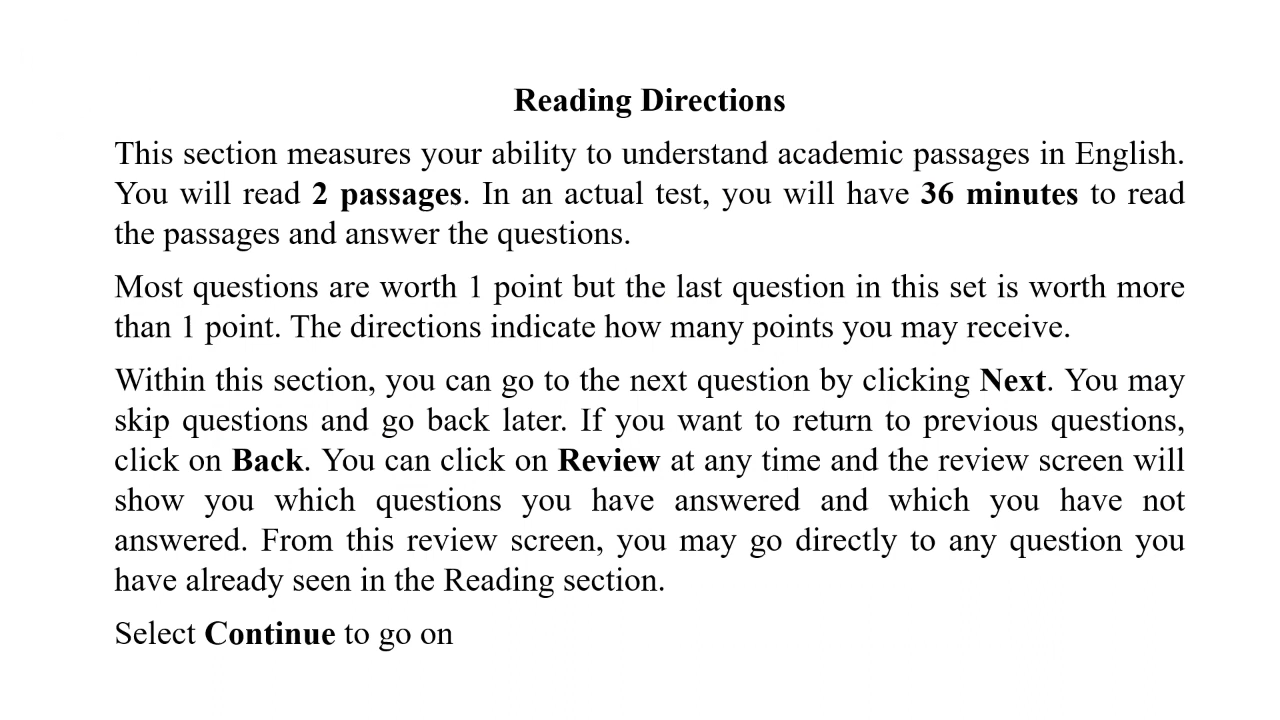 Reading Directions
This section measures your ability to understand academic passages in English.
You will read 2 passages. In an actual test, you will have 36 minutes to read
the passages and answer the questions.
Most questions are worth 1 point but the last question in this set is worth more
than 1 point. The directions indicate how many points you may receive.
Within this section, you can go to the next question by clicking Next. You may
skip questions and go back later. If you want to return to previous questions,
click on Back. You can click on Review at any time and the review screen will
show you which questions you have answered and which you have not
answered. From this review screen, you may go directly to any question you
have already seen in the Reading section.
Select Continue to go on